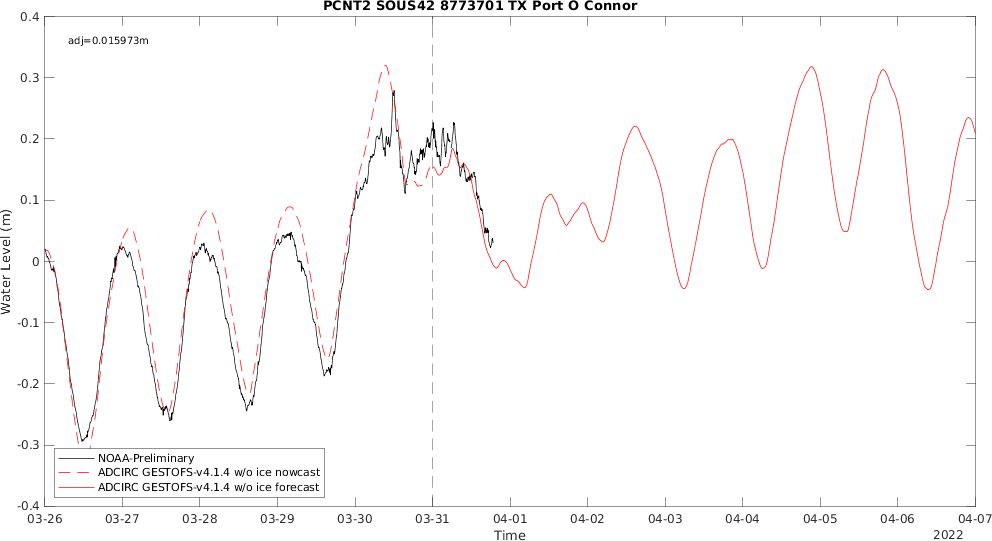 PCNT2 SOUS42 8773701 TX Port O Connor
adj=0.015973m
0.4
0.3
0.2
0.1
0
-0.1
-0.2
-0.3
-0.4
Water Level (m)
NOAA-Preliminary
ADCIRC GESTOFS-v4.1.4 w/o ice nowcast
ADCIRC GESTOFS-v4.1.4 w/o ice forecast
03-26 03-27 03-28 03-29 03-30 03-31 04-01 04-02 04-03 04-04 04-05 04-06 04-07
Time
2022